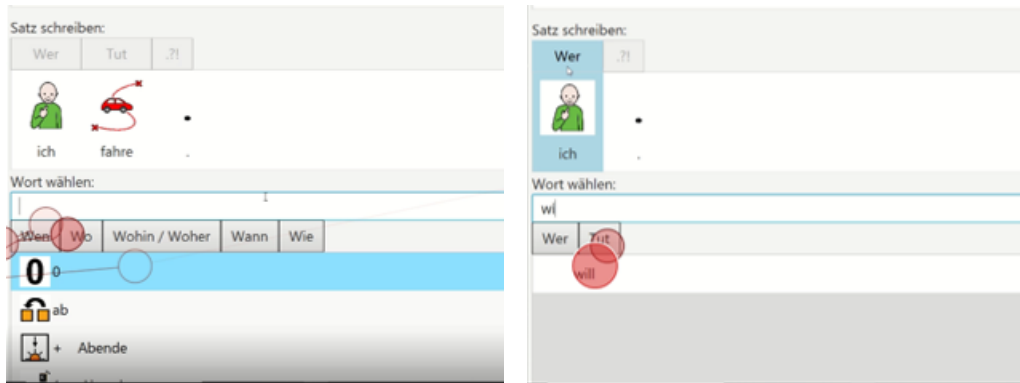 Satz schreiben:
Wer Tut .?!
ich fahre .
Wort wählen:
Wen Wo Wohin / Woher Wann Wie
0 0
ab
+ Abende
Satz schreiben:
Wer .?!
ich .
Wort wählen:
wi
Wer Tut
will